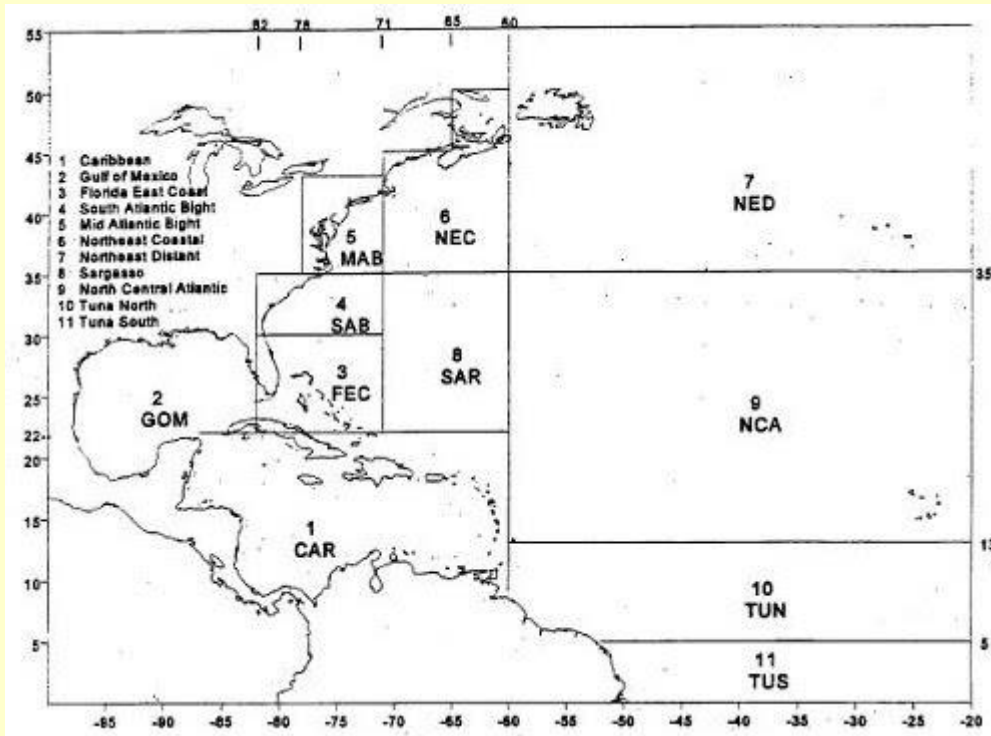 82 78 71 65 60
55
50
45
1 Caribbean
2 Gulf of Mexico
3 Florida East Coast
4 South Atlantic Bight
5 Mid Atlantic Bight
6 Northeast Coastal
7 Northeast Distant
8 Sargasso
9 North Central Atlantic
10 Tuna North
11 Tuna South
7
NED
6
NEC
40
5
MAB
35 35
4
SAB
30
8
SAR
3
FEC
25
2
GOM
9
NCA
22
20
15
1
CAR
13
10
10
TUN
5 5
11
TUS
-95 -90 -85 -80 -75 -70 -65 -60 -55 -50 -45 -40 -35 -30 -25 -20